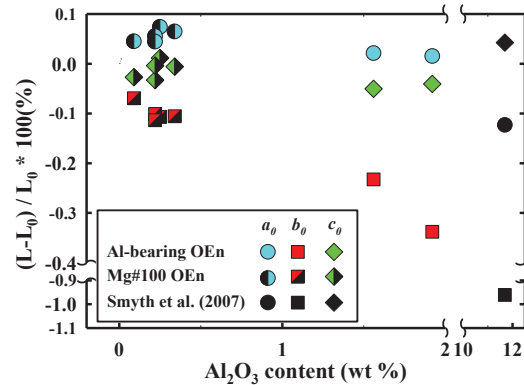 (L-L₀) / L₀ * 100(%)
0.1
0.0
-0.1
-0.2
-0.3
-0.4
-0.9
-1.0
-1.1
a₀ b₀ c₀
Al-bearing OEn
Mg#100 OEn
Smyth et al. (2007)
0 1 2 10 12
Al₂O₃ content (wt %)